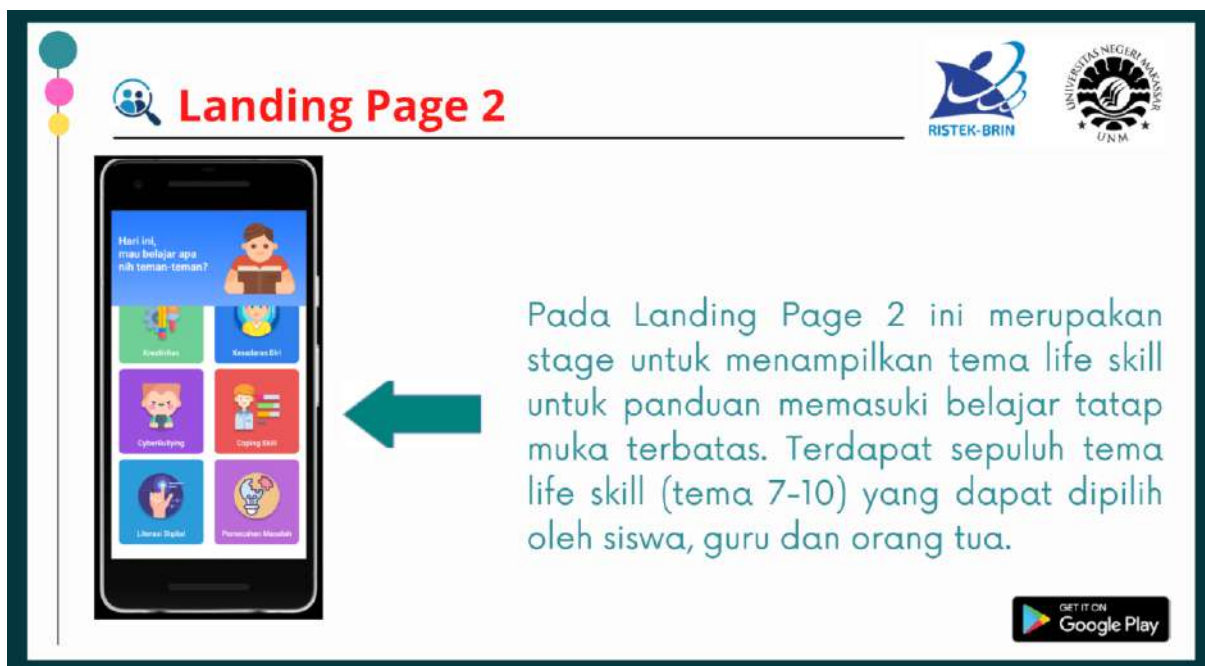 Landing Page 2
RISTEK-BRIN
UNIVERSITAS NEGERI MAKASSAR
UNM
Hari ini,
mau belajar apa
nih teman-teman?
Kreativitas
Kesadaran Diri
Cyberbullying
Coping Skill
Literasi Digital
Pemecahan Masalah
Pada Landing Page 2 ini merupakan
stage untuk menampilkan tema life skill
untuk panduan memasuki belajar tatap
muka terbatas. Terdapat sepuluh tema
life skill (tema 7-10) yang dapat dipilih
oleh siswa, guru dan orang tua.
GET IT ON
Google Play